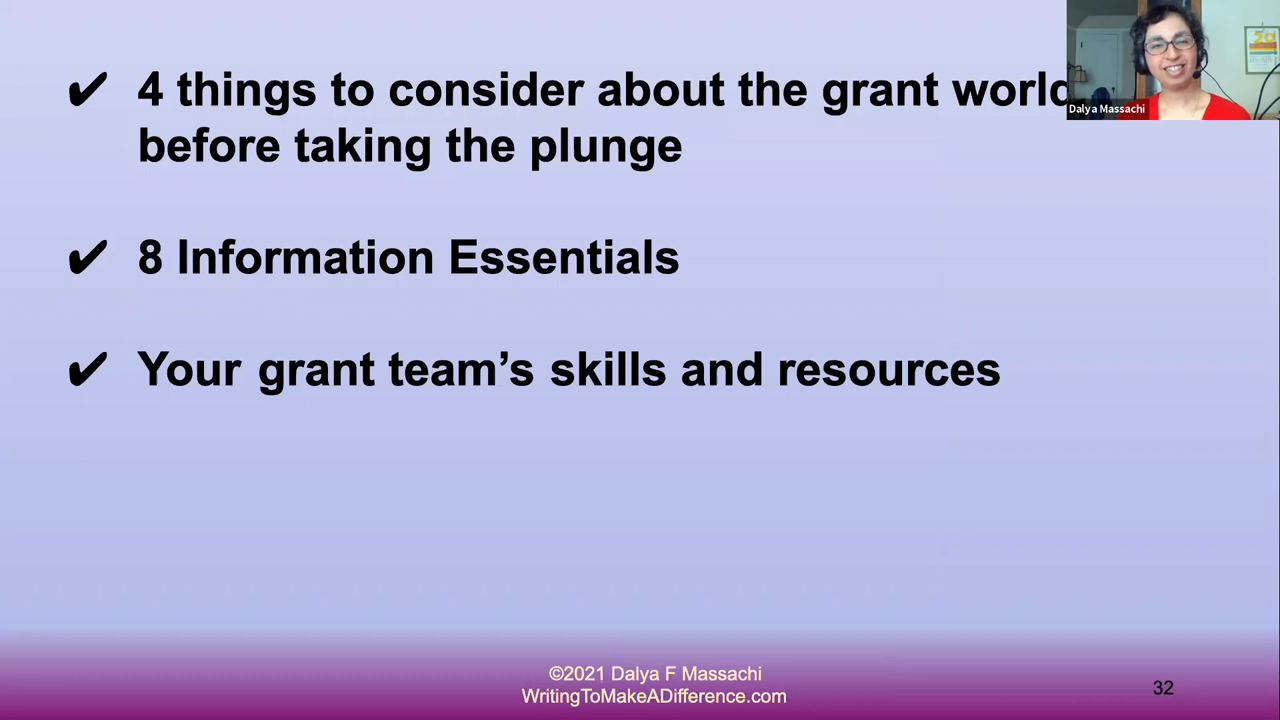 ✔ 4 things to consider about the grant world
before taking the plunge
✔ 8 Information Essentials
✔ Your grant team’s skills and resources
Dalya Massachi
©2021 Dalya F Massachi
WritingToMakeADifference.com
32